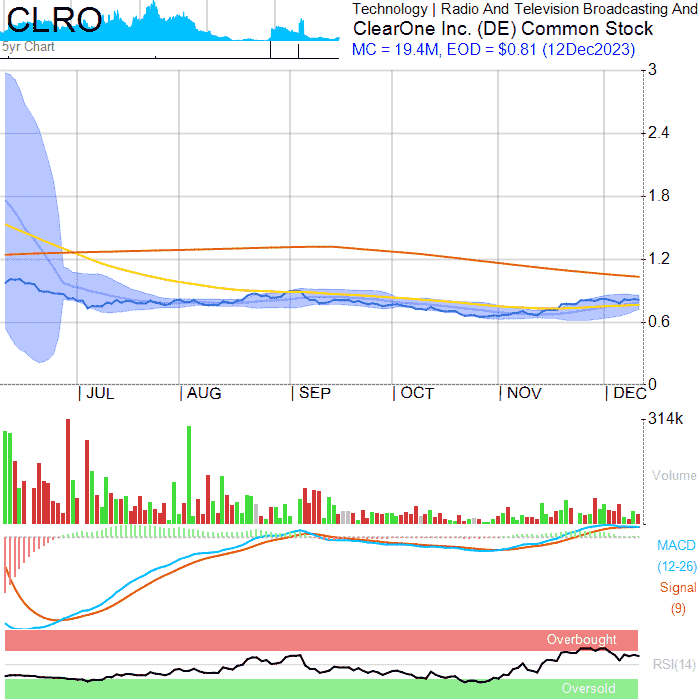 CLRO
5yr Chart
Technology | Radio And Television Broadcasting And
ClearOne Inc. (DE) Common Stock
MC = 19.4M, EOD = $0.81 (12Dec2023)
3
2.4
1.8
1.2
0.6
0
| JUL | AUG | SEP | OCT | NOV | DEC
314k
Volume
MACD
(12-26)
Signal
(9)
Overbought
RSI(14)
Oversold